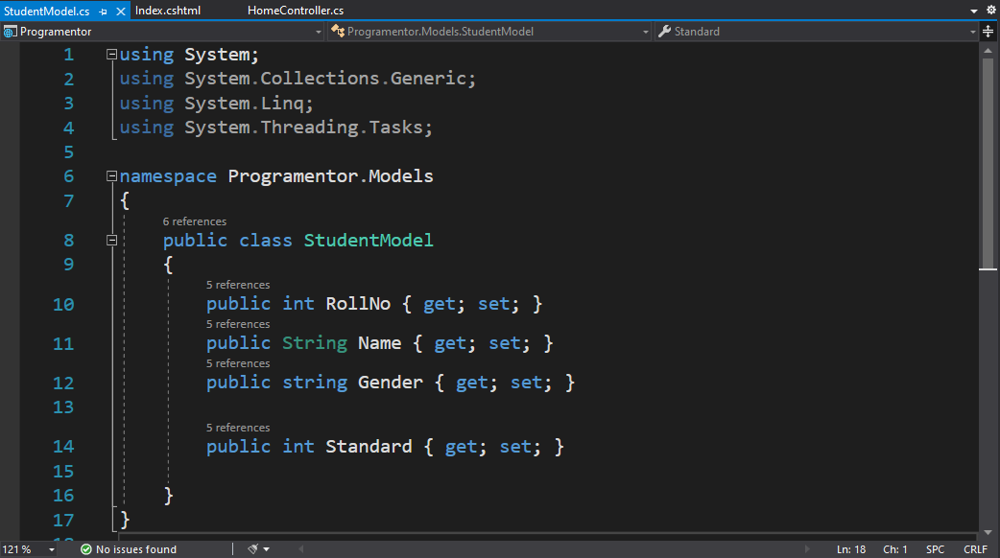 StudentModel.cs Index.cshtml HomeController.cs
Programentor Programentor.Models.StudentModel Standard
1 using System;
2 using System.Collections.Generic;
3 using System.Linq;
4 using System.Threading.Tasks;
5
6 namespace Programentor.Models
7 {
6 references
8 public class StudentModel
9 {
5 references
10 public int RollNo { get; set; }
5 references
11 public String Name { get; set; }
5 references
12 public string Gender { get; set; }
13
5 references
14 public int Standard { get; set; }
15
16 }
17 }
18
121 % No issues found Ln: 18 Ch: 1 SPC CRLF